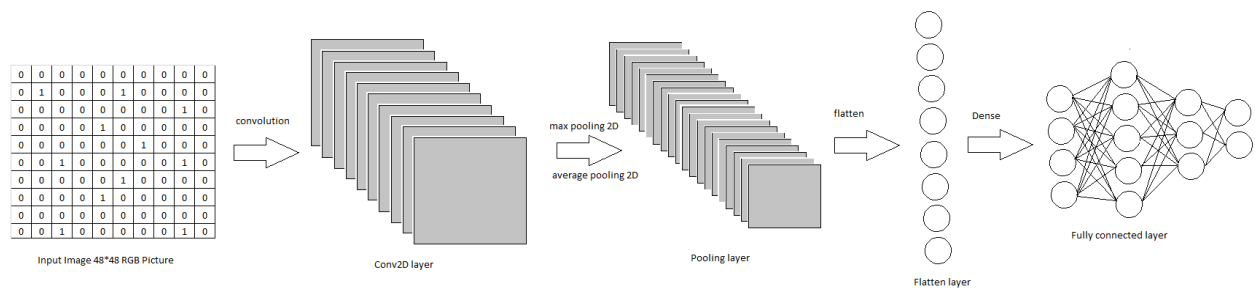 0 0 0 0 0 0 0 0 0 0
0 1 0 0 0 1 0 0 0 0
0 0 0 0 0 0 0 0 1 0
0 0 0 0 1 0 0 0 0 0
0 0 0 0 0 0 1 0 0 0
0 0 1 0 0 0 0 0 1 0
0 0 0 0 0 1 0 0 0 0
0 0 0 0 1 0 0 0 0 0
0 0 0 0 0 0 0 0 0 0
0 0 1 0 0 0 0 0 1 0
Input Image 48*48 RGB Picture
convolution
Conv2D layer
max pooling 2D
average pooling 2D
Pooling layer
flatten
Flatten layer
Dense
Fully connected layer